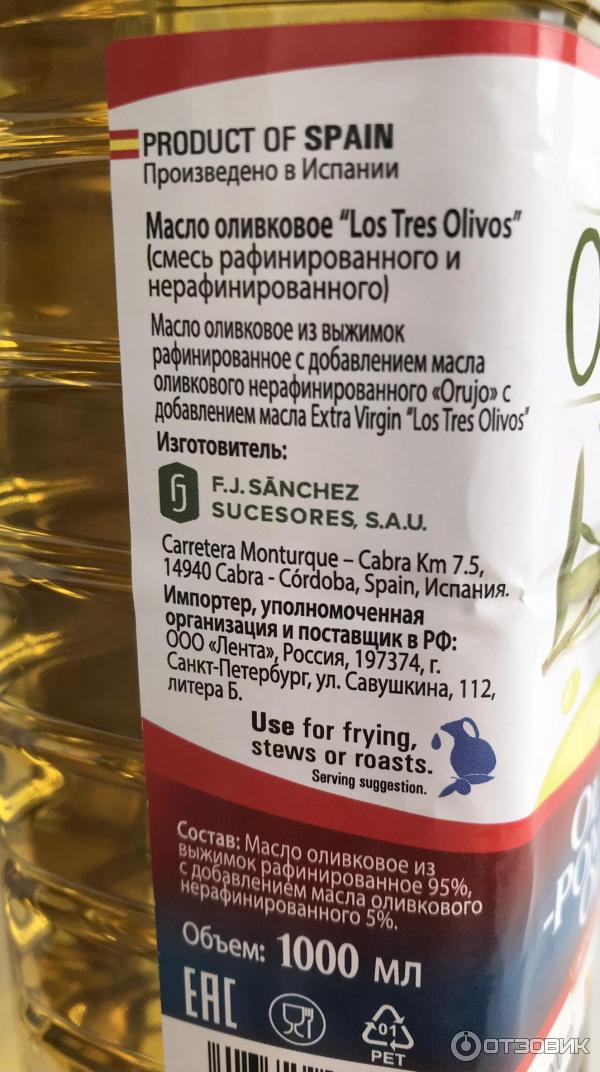 PRODUCT OF SPAIN
Произведено в Испании
Масло оливковое “Los Tres Olivos”
(смесь рафинированного и
нерафинированного)
Масло оливковое из выжимок
рафинированное с добавлением масла
оливкового нерафинированного «Orujo» с
добавлением масла Extra Virgin “Los Tres Olivos”
Изготовитель:
F.J. SÁNCHEZ
SUCESORES, S.A.U.
Carretera Monturque – Cabra Km 7.5,
14940 Cabra - Córdoba, Spain, Испания.
Импортер, уполномоченная
организация и поставщик в РФ:
ООО «Лента», Россия, 197374, г.
Санкт-Петербург, ул. Савушкина, 112,
литера Б.
Use for frying,
stews or roasts.
Serving suggestion.
Состав: Масло оливковое из
выжимок рафинированное 95%,
с добавлением масла оливкового
нерафинированного 5%.
Объем: 1000 мл
EAC
01
PET
ОТЗОВИК